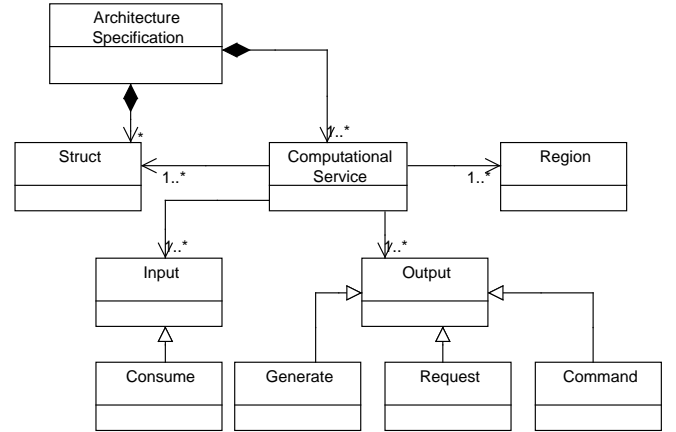 Architecture
Specification
*
1..*
Struct
Computational
Service
Region
1..*
1..*
1..*
1..*
Input
Output
Consume
Generate
Request
Command